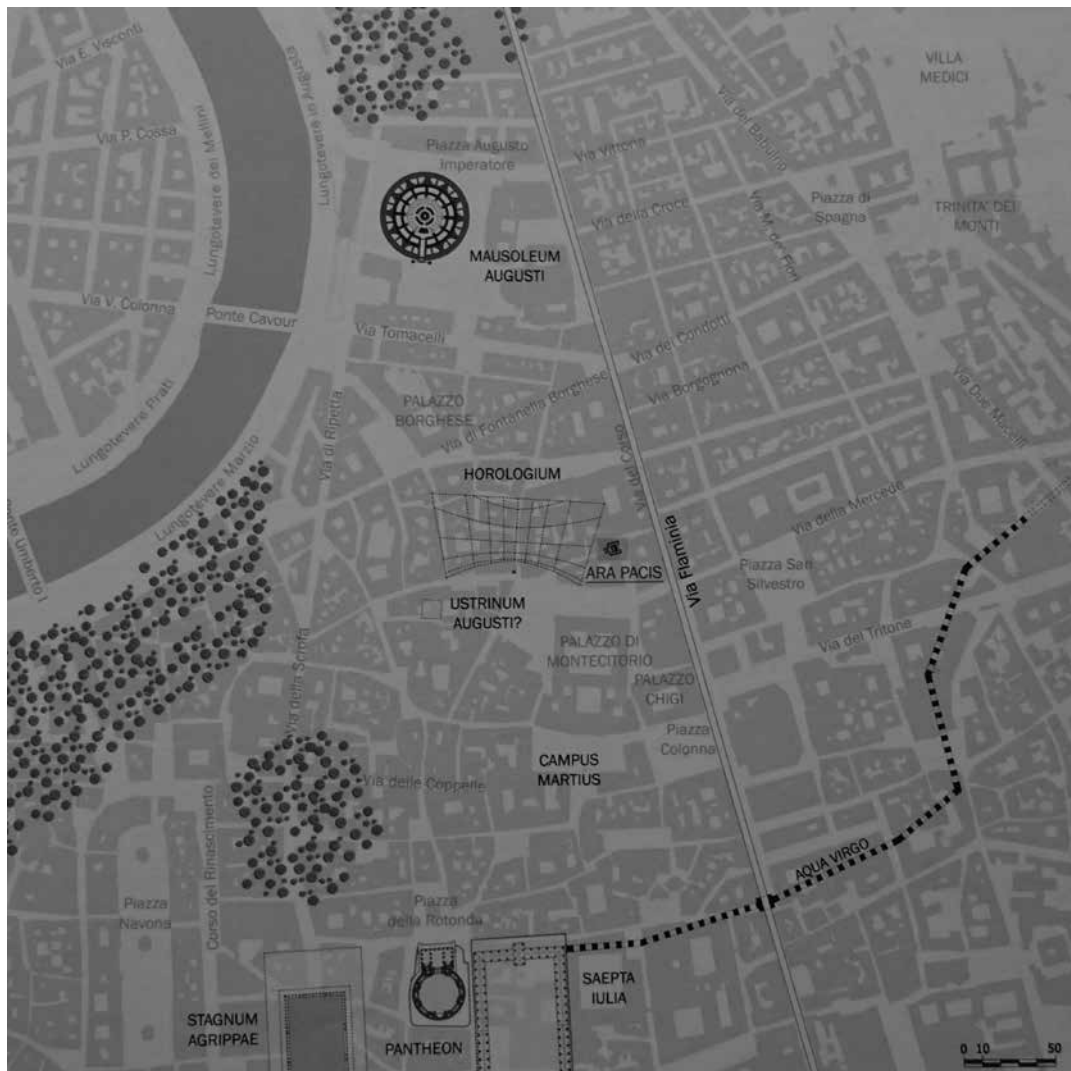 Via E. Visconti
Via P. Cossa
Lungotevere dei Mellini
Lungotevere in Augusta
Piazza Augusto
Imperatore
Via Vittoria
Via del Babuino
VILLA
MEDICI
Via della Croce
Via M. de' Fiori
Piazza di
Spagna
TRINITA' DEI
MONTI
MAUSOLEUM
AUGUSTI
Via V. Colonna
Ponte Cavour
Via Tomacelli
Via dei Condotti
Via Borgognona
Via Due Macelli
Lungotevere Prati
Via di Ripetta
PALAZZO
BORGHESE
Via di Fontanella Borghese
Lungotevere Marzio
HOROLOGIUM
Via del Corso
Via Flaminia
Via della Mercede
Ponte Umberto I
ARA PACIS
Piazza San
Silvestro
USTRINUM
AUGUSTI?
Via della Scrofa
PALAZZO DI
MONTECITORIO
PALAZZO
CHIGI
Via del Tritone
Piazza
Colonna
CAMPUS
MARTIUS
Via delle Coppelle
Corso del Rinascimento
AQUA VIRGO
Piazza
Navona
Piazza
della Rotonda
SAEPTA
IULIA
STAGNUM
AGRIPPAE
PANTHEON
0 10 50